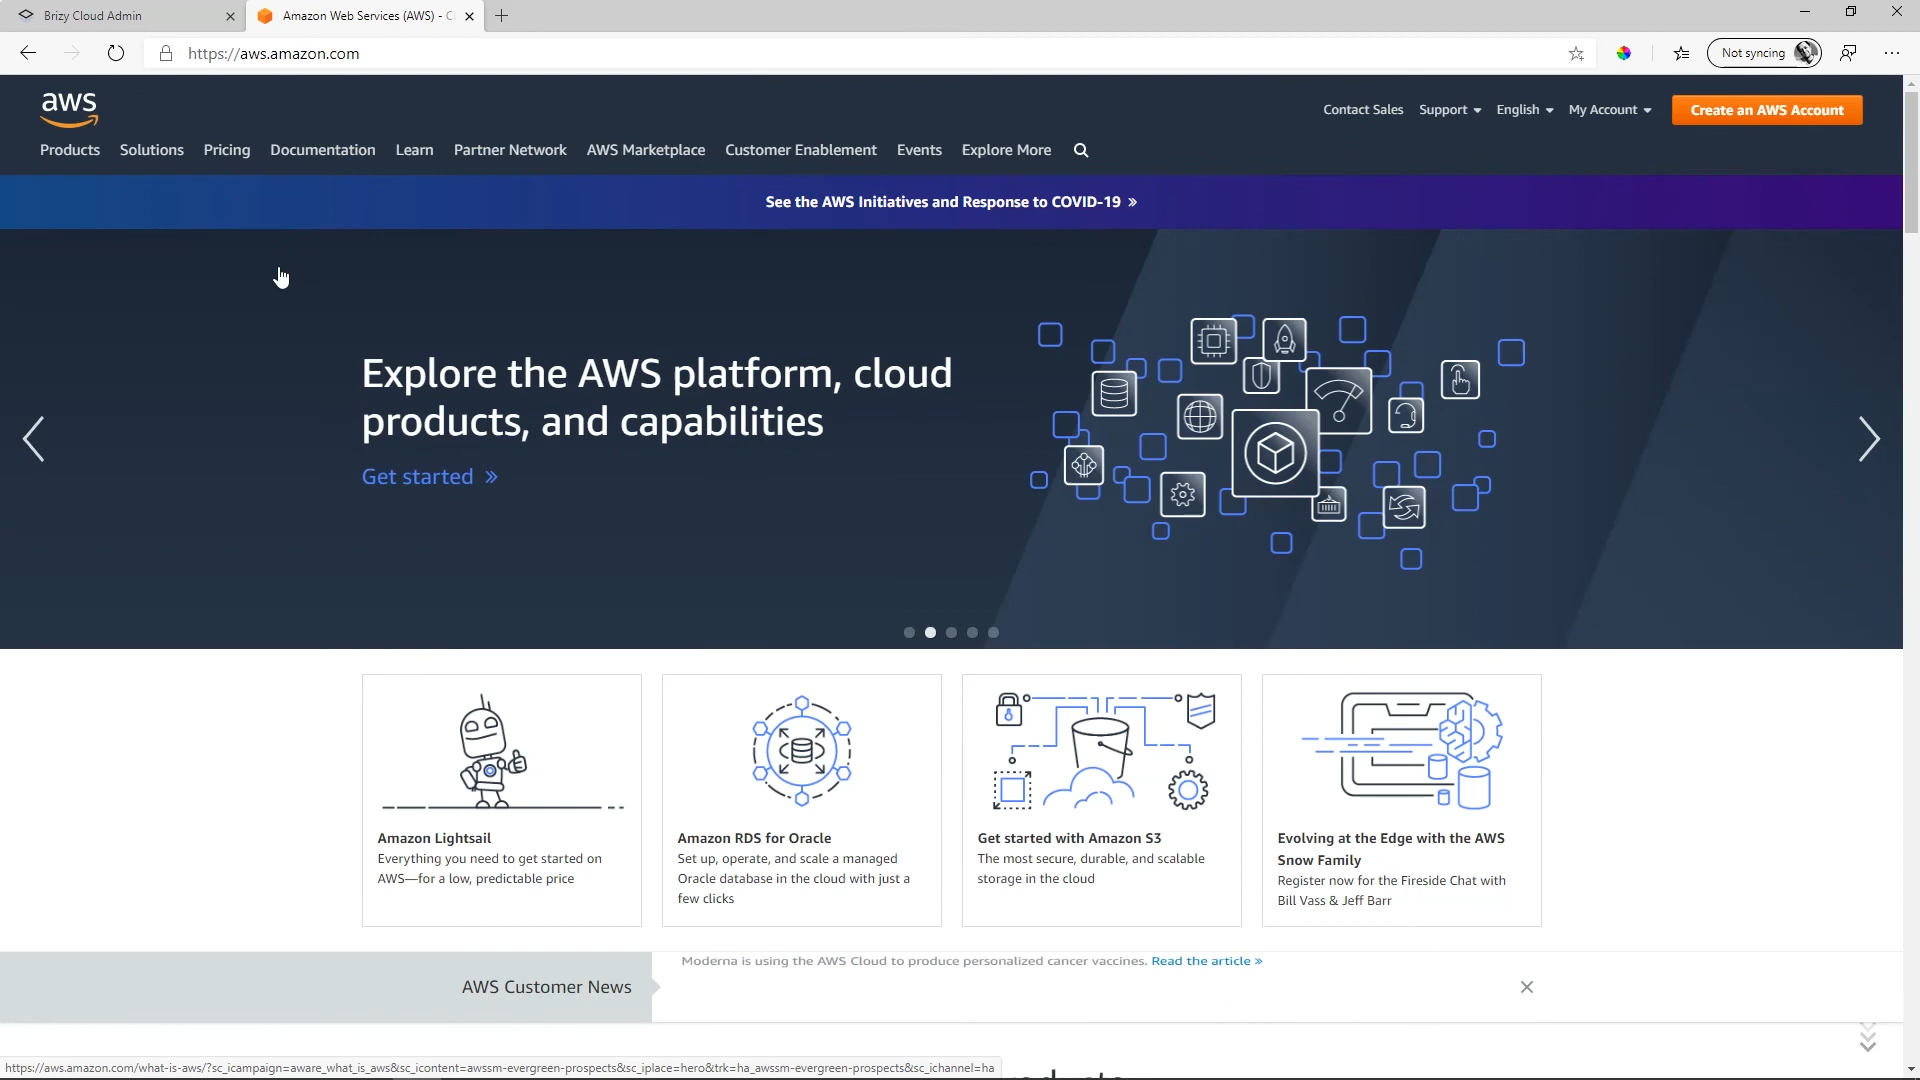 Brizy Cloud Admin
Amazon Web Services (AWS) - C
https://aws.amazon.com
Not syncing
aws
Contact Sales Support English My Account Create an AWS Account
Products Solutions Pricing Documentation Learn Partner Network AWS Marketplace Customer Enablement Events Explore More
See the AWS Initiatives and Response to COVID-19 »
Explore the AWS platform, cloud
products, and capabilities
Get started »
Amazon Lightsail
Everything you need to get started on
AWS—for a low, predictable price
Amazon RDS for Oracle
Set up, operate, and scale a managed
Oracle database in the cloud with just a
few clicks
Get started with Amazon S3
The most secure, durable, and scalable
storage in the cloud
Evolving at the Edge with the AWS
Snow Family
Register now for the Fireside Chat with
Bill Vass & Jeff Barr
AWS Customer News
Moderna is using the AWS Cloud to produce personalized cancer vaccines. Read the article »
https://aws.amazon.com/what-is-aws/?sc_icampaign=aware_what_is_aws&sc_icontent=awssm-evergreen-prospects&sc_iplace=hero&trk=ha_awssm-evergreen-prospects&sc_ichannel=ha